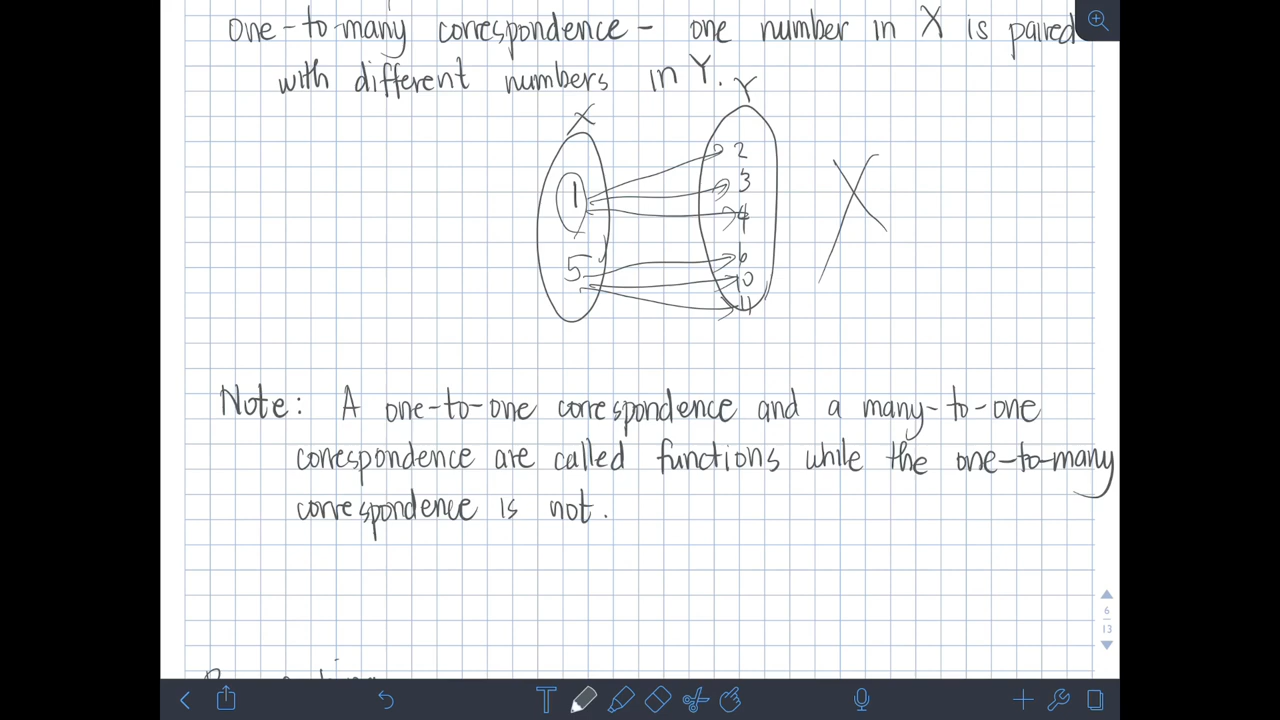 one-to-many correspondence - one number in X is paired
with different numbers in Y.
X Y
1 2
3
4
5 6
10
11
X
Note: A one-to-one correspondence and a many-to-one
correspondence are called functions while the one-to-many
correspondence is not.
6
13
T